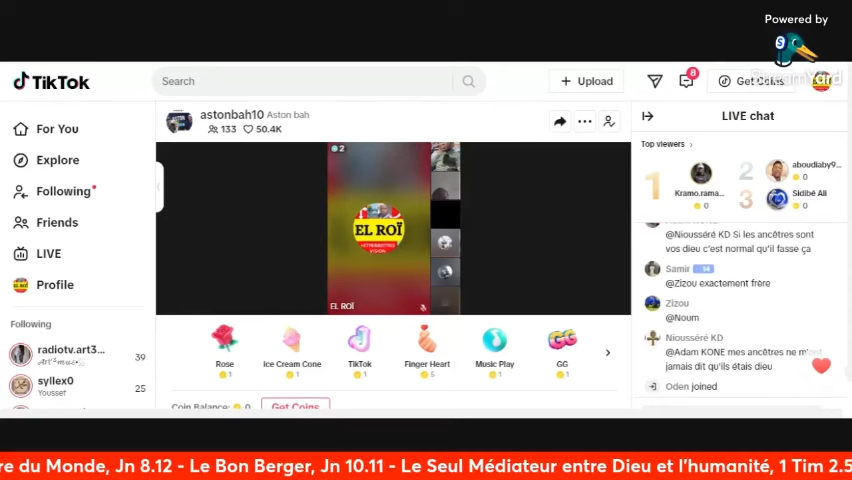 Powered by
StreamYard
TikTok
Search
+ Upload
8
Get Coins
For You
Explore
Following
Friends
LIVE
Profile
Following
radiotv.art3...
39
syllex0
Youssef
25
astonbah10 Aston bah
133 50.4K
2
EL ROÏ
EL ROÏ
Rose
1
Ice Cream Cone
1
TikTok
1
Finger Heart
5
Music Play
1
GG
1
Coin Balance: 0 Get Coins
LIVE chat
Top viewers >
1
Kramo.rama...
0
2
aboudiaby9...
0
3
Sidibé Ali
0
@Niousséré KD Si les ancêtres sont
vos dieu c'est normal qu'il fasse ça
Samir 14
@Zizou exactement frère
Zizou
@Noum
Niousséré KD
@Adam KONE mes ancêtres ne m'ont
jamais dit qu'ils étais dieu
Oden joined
re du Monde, Jn 8.12 - Le Bon Berger, Jn 10.11 - Le Seul Médiateur entre Dieu et l'humanité, 1 Tim 2.5